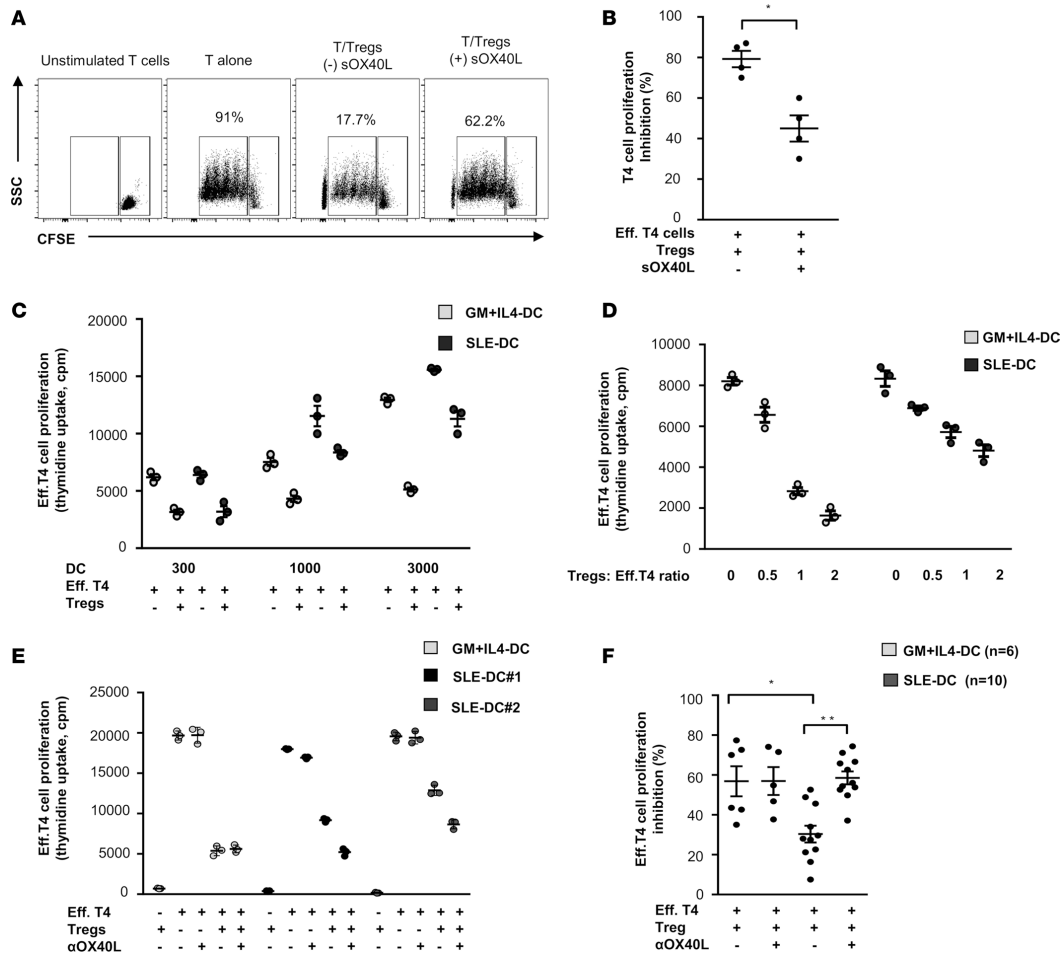 A
Unstimulated T cells
T alone
T/Tregs
(-) sOX40L
T/Tregs
(+) sOX40L
91%
17.7%
62.2%
SSC
CFSE
B
*
T4 cell proliferation
Inhibition (%)
100
80
60
40
20
0
Eff. T4 cells + +
Tregs + +
sOX40L - +
C
GM+IL4-DC
SLE-DC
Eff.T4 cell proliferation
(thymidine uptake, cpm)
20000
15000
10000
5000
0
DC 300 1000 3000
Eff. T4 + + + + + + + + + + + +
Tregs - + - + - + - + - + - +
D
GM+IL4-DC
SLE-DC
Eff.T4 cell proliferation
(thymidine uptake, cpm)
10000
8000
6000
4000
2000
0
Tregs: Eff.T4 ratio 0 0.5 1 2 0 0.5 1 2
E
GM+IL4-DC
SLE-DC#1
SLE-DC#2
Eff.T4 cell proliferation
(thymidine uptake, cpm)
25000
20000
15000
10000
5000
0
Eff. T4 - + + + + - + + + + - + + + +
Tregs + - - + + + - - + + + - - + +
αOX40L - - + - + - - + - + - - + - +
F
GM+IL4-DC (n=6)
SLE-DC (n=10)
*
* *
Eff.T4 cell proliferation
inhibition (%)
100
80
60
40
20
0
Eff. T4 + + + +
Treg + + + +
αOX40L - + - +